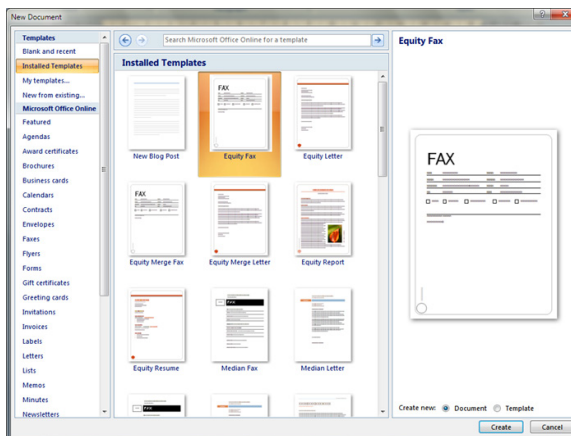 New Document
Templates
Blank and recent
Installed Templates
My templates...
New from existing...
Microsoft Office Online
Featured
Agendas
Award certificates
Brochures
Business cards
Calendars
Contracts
Envelopes
Faxes
Flyers
Forms
Gift certificates
Greeting cards
Invitations
Invoices
Labels
Letters
Lists
Memos
Minutes
Newsletters
Search Microsoft Office Online for a template
Installed Templates
FAX
New Blog Post
Equity Fax
Equity Letter
FAX
Equity Merge Fax
Equity Merge Letter
Equity Report
Equity Resume
Median Fax
Median Letter
Equity Fax
FAX
Create new: Document Template
Create Cancel